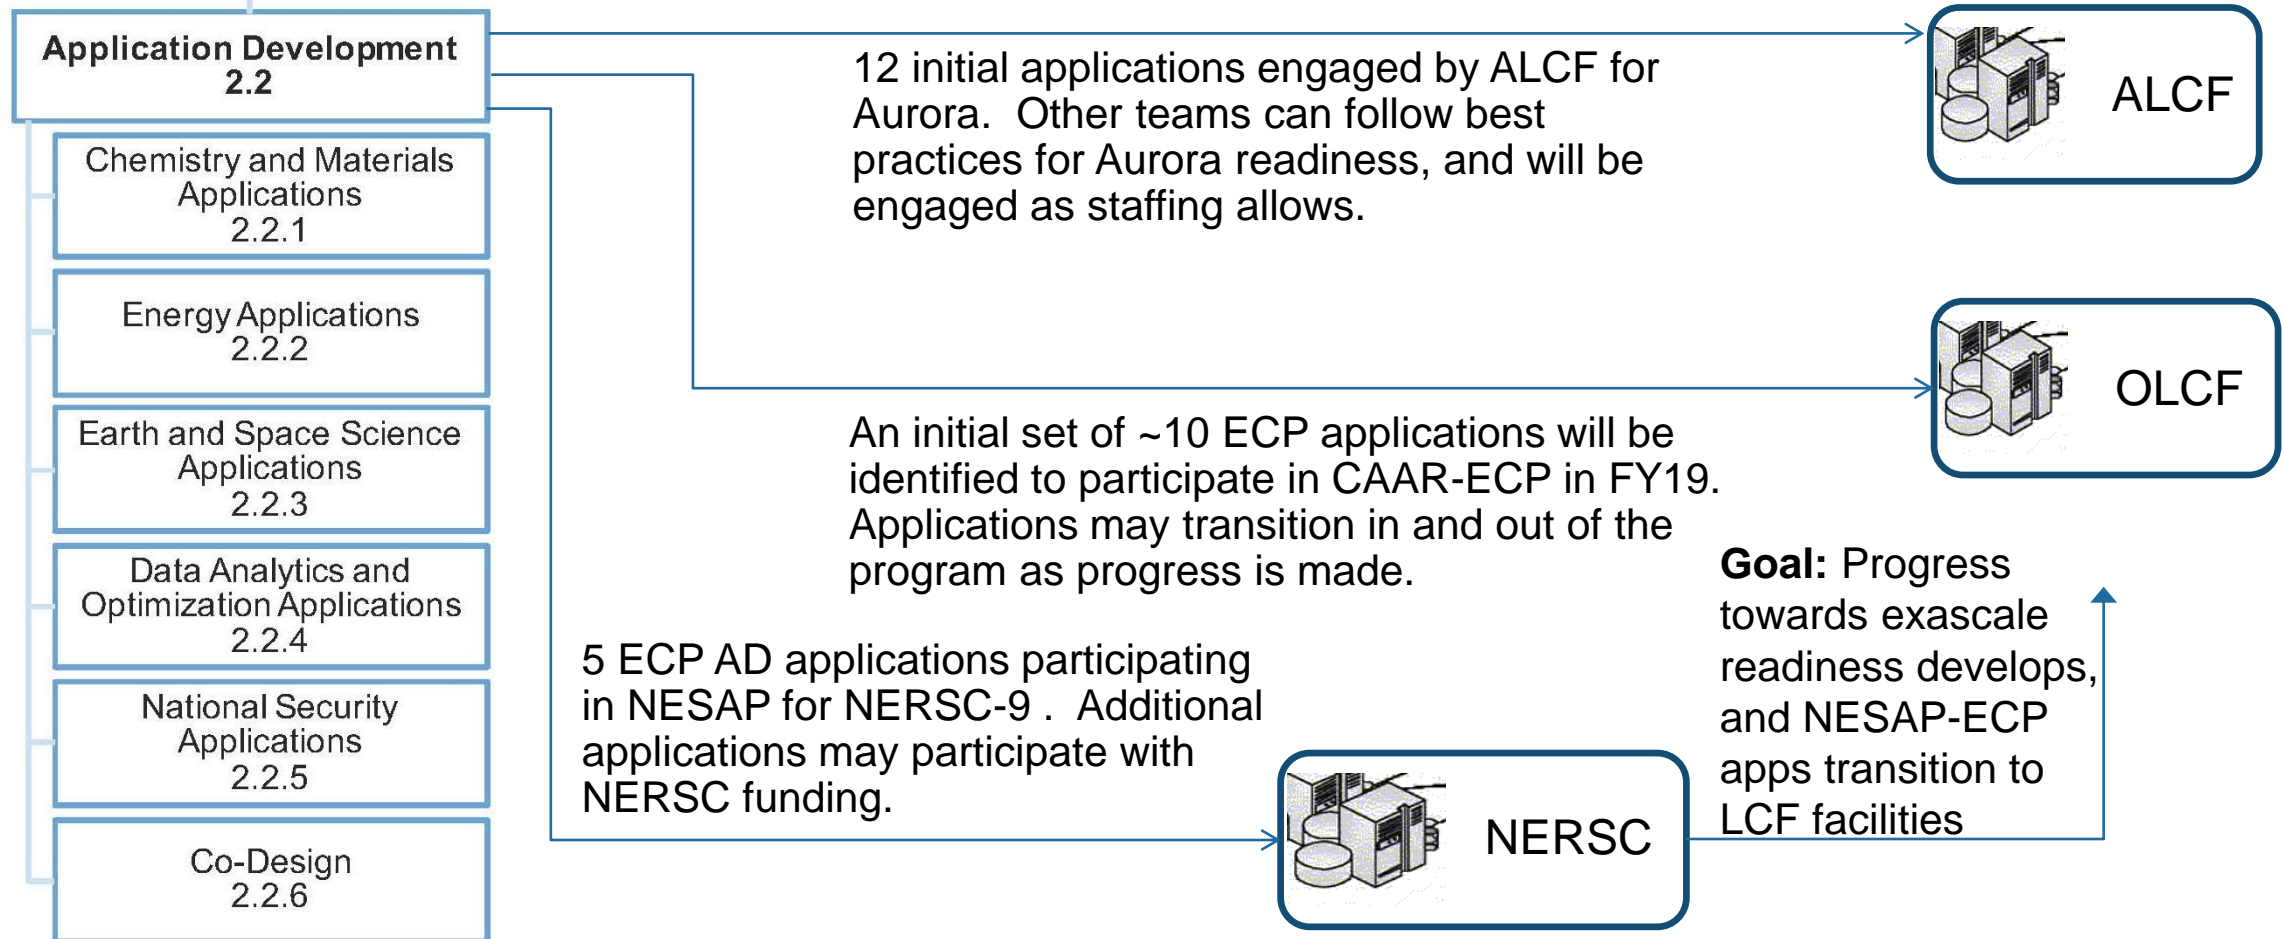 Application Development
2.2
Chemistry and Materials
Applications
2.2.1
Energy Applications
2.2.2
Earth and Space Science
Applications
2.2.3
Data Analytics and
Optimization Applications
2.2.4
National Security
Applications
2.2.5
Co-Design
2.2.6
12 initial applications engaged by ALCF for
Aurora.  Other teams can follow best
practices for Aurora readiness, and will be
engaged as staffing allows.
ALCF
An initial set of ~10 ECP applications will be
identified to participate in CAAR-ECP in FY19.
Applications may transition in and out of the
program as progress is made.
OLCF
5 ECP AD applications participating
in NESAP for NERSC-9 .  Additional
applications may participate with
NERSC funding.
NERSC
Goal: Progress
towards exascale
readiness develops,
and NESAP-ECP
apps transition to
LCF facilities